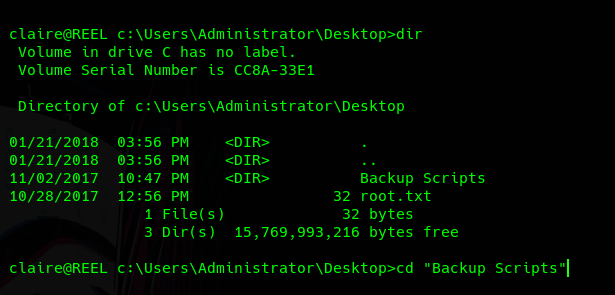 claire@REEL c:\Users\Administrator\Desktop>dir
 Volume in drive C has no label.
 Volume Serial Number is CC8A-33E1

 Directory of c:\Users\Administrator\Desktop

01/21/2018  03:56 PM    <DIR>          .
01/21/2018  03:56 PM    <DIR>          ..
11/02/2017  10:47 PM    <DIR>          Backup Scripts
10/28/2017  12:56 PM                32 root.txt
               1 File(s)             32 bytes
               3 Dir(s)  15,769,993,216 bytes free

claire@REEL c:\Users\Administrator\Desktop>cd "Backup Scripts"